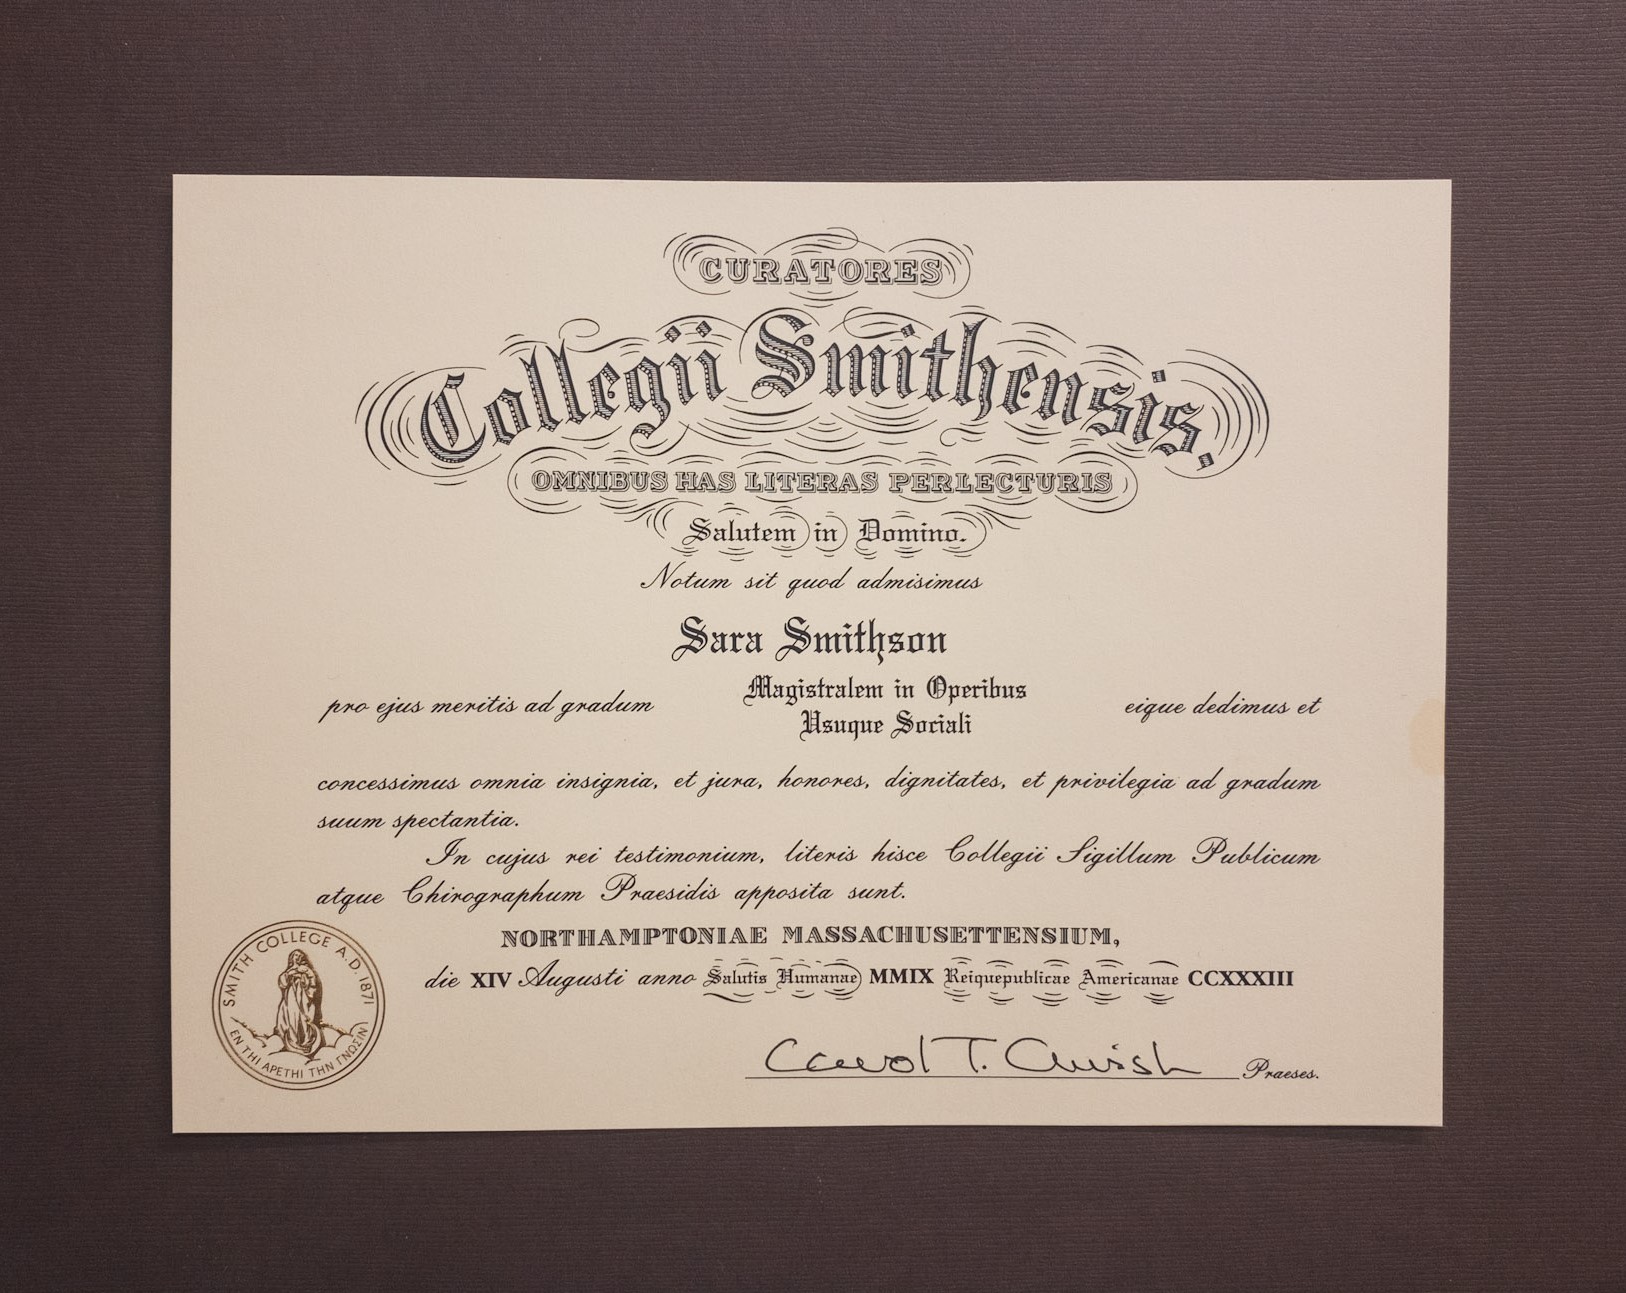 CURATORES
Collegii Smithensis,
OMNIBUS HAS LITERAS PERLECTURIS
Salutem in Domino.
Notum sit quod admisimus
Sara Smithson
pro ejus meritis ad gradum Magistralem in Operibus Usuque Sociali eique dedimus et
concessimus omnia insignia, et jura, honores, dignitates, et privilegia ad gradum
suum spectantia.
In cujus rei testimonium, literis hisce Collegii Sigillum Publicum
atque Chirographum Praesidis apposita sunt.
NORTHAMPTONIAE MASSACHUSETTENSIUM,
die XIV Augusti anno Salutis Humanae MMIX Reiquepublicae Americanae CCXXXIII
SMITH COLLEGE A.D. 1871
ΕΝ ΤΗΙ ΑΡΕΤΗΙ ΤΗΝ ΓΝΩΣΙΝ
Carol T. Christ Praeses.